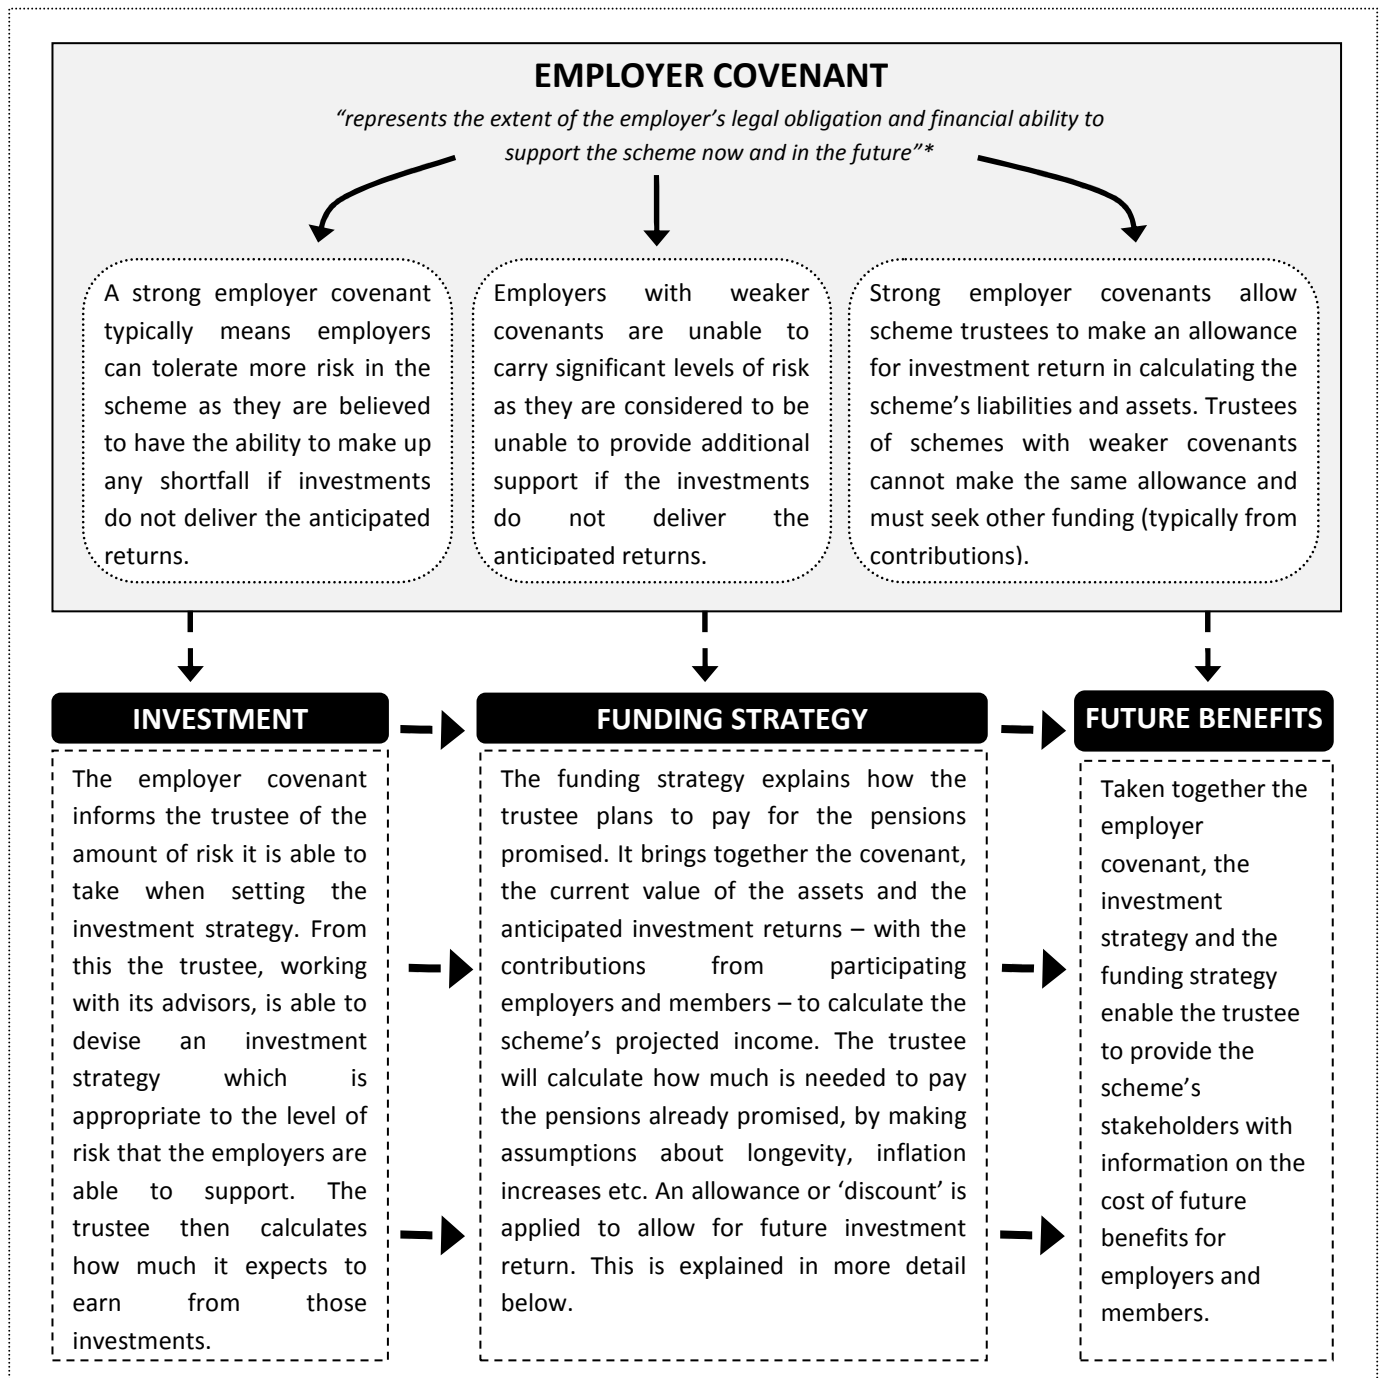 EMPLOYER COVENANT
“represents the extent of the employer’s legal obligation and financial ability to
support the scheme now and in the future”*
A strong employer covenant
typically means employers
can tolerate more risk in the
scheme as they are believed
to have the ability to make up
any shortfall if investments
do not deliver the anticipated
returns.
Employers with weaker
covenants are unable to
carry significant levels of risk
as they are considered to be
unable to provide additional
support if the investments
do not deliver the
anticipated returns.
Strong employer covenants allow
scheme trustees to make an allowance
for investment return in calculating the
scheme’s liabilities and assets. Trustees
of schemes with weaker covenants
cannot make the same allowance and
must seek other funding (typically from
contributions).
INVESTMENT
The employer covenant
informs the trustee of the
amount of risk it is able to
take when setting the
investment strategy. From
this the trustee, working
with its advisors, is able to
devise an investment
strategy which is
appropriate to the level of
risk that the employers are
able to support. The
trustee then calculates
how much it expects to
earn from those
investments.
FUNDING STRATEGY
The funding strategy explains how the
trustee plans to pay for the pensions
promised. It brings together the covenant,
the current value of the assets and the
anticipated investment returns – with the
contributions from participating
employers and members – to calculate the
scheme’s projected income. The trustee
will calculate how much is needed to pay
the pensions already promised, by making
assumptions about longevity, inflation
increases etc. An allowance or ‘discount’ is
applied to allow for future investment
return. This is explained in more detail
below.
FUTURE BENEFITS
Taken together the
employer
covenant, the
investment
strategy and the
funding strategy
enable the trustee
to provide the
scheme’s
stakeholders with
information on the
cost of future
benefits for
employers and
members.